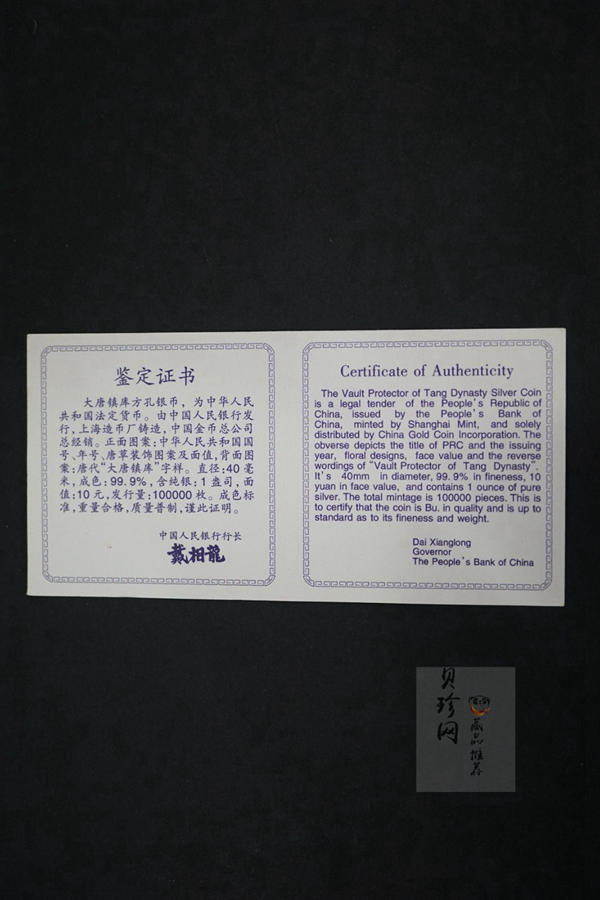 鉴定证书
大唐镇库方孔银币，为中华人民
共和国法定货币。由中国人民银行发
行，上海造币厂铸造，中国金币总公司
总经销。正面图案:中华人民共和国国
号、年号、唐草装饰图案及面值，背面图
案:唐代“大唐镇库”字样。直径:40毫
米，成色:99.9%，含纯银:1盎司，面
值:10元，发行量:100000枚。成色标
准，重量合格，质量普制，谨此证明。
中国人民银行行长
戴相龍
Certificate of Authenticity
The Vault Protector of Tang Dynasty Silver Coin
is a legal tender of the People's Republic of
China, issued by the People's Bank of
China, minted by Shanghai Mint, and solely
distributed by China Gold Coin Incorporation. The
obverse depicts the title of PRC and the issuing
year, floral designs, face value and the reverse
wordings of "Vault Protector of Tang Dynasty".
It's 40mm in diameter, 99.9% in fineness, 10
yuan in face value, and contains 1 ounce of pure
silver. The total mintage is 100000 pieces. This is
to certify that the coin is Bu. in quality and is up to
standard as to its fineness and weight.
Dai Xianglong
Governor
The People's Bank of China
贝珍网
藏品推荐